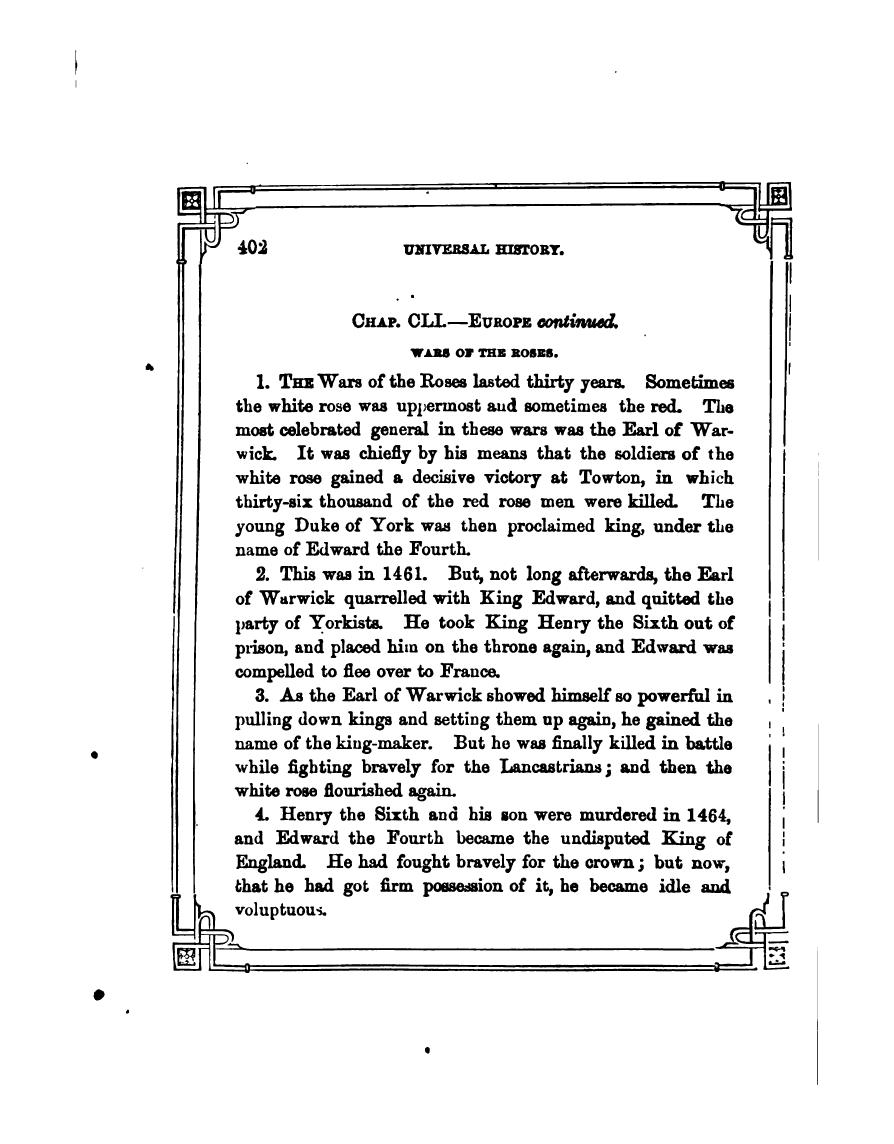 402 UNIVERSAL HISTORY.
CHAP. CLI.—EUROPE continued.
WARS OF THE ROSES.
1. THE Wars of the Roses lasted thirty years. Sometimes
the white rose was uppermost and sometimes the red. The
most celebrated general in these wars was the Earl of War-
wick. It was chiefly by his means that the soldiers of the
white rose gained a decisive victory at Towton, in which
thirty-six thousand of the red rose men were killed. The
young Duke of York was then proclaimed king, under the
name of Edward the Fourth.
2. This was in 1461. But, not long afterwards, the Earl
of Warwick quarrelled with King Edward, and quitted the
party of Yorkists. He took King Henry the Sixth out of
prison, and placed him on the throne again, and Edward was
compelled to flee over to France.
3. As the Earl of Warwick showed himself so powerful in
pulling down kings and setting them up again, he gained the
name of the king-maker. But he was finally killed in battle
while fighting bravely for the Lancastrians; and then the
white rose flourished again.
4. Henry the Sixth and his son were murdered in 1464,
and Edward the Fourth became the undisputed King of
England. He had fought bravely for the crown; but now,
that he had got firm possession of it, he became idle and
voluptuous.